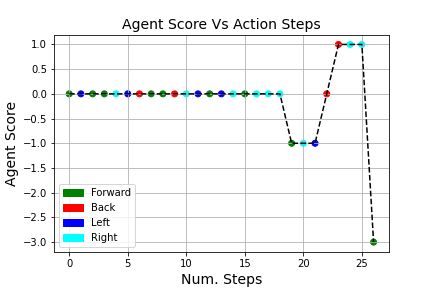 Agent Score Vs Action Steps
Agent Score
1.0
0.5
0.0
−0.5
−1.0
−1.5
−2.0
−2.5
−3.0
Forward
Back
Left
Right
0 5 10 15 20 25
Num. Steps